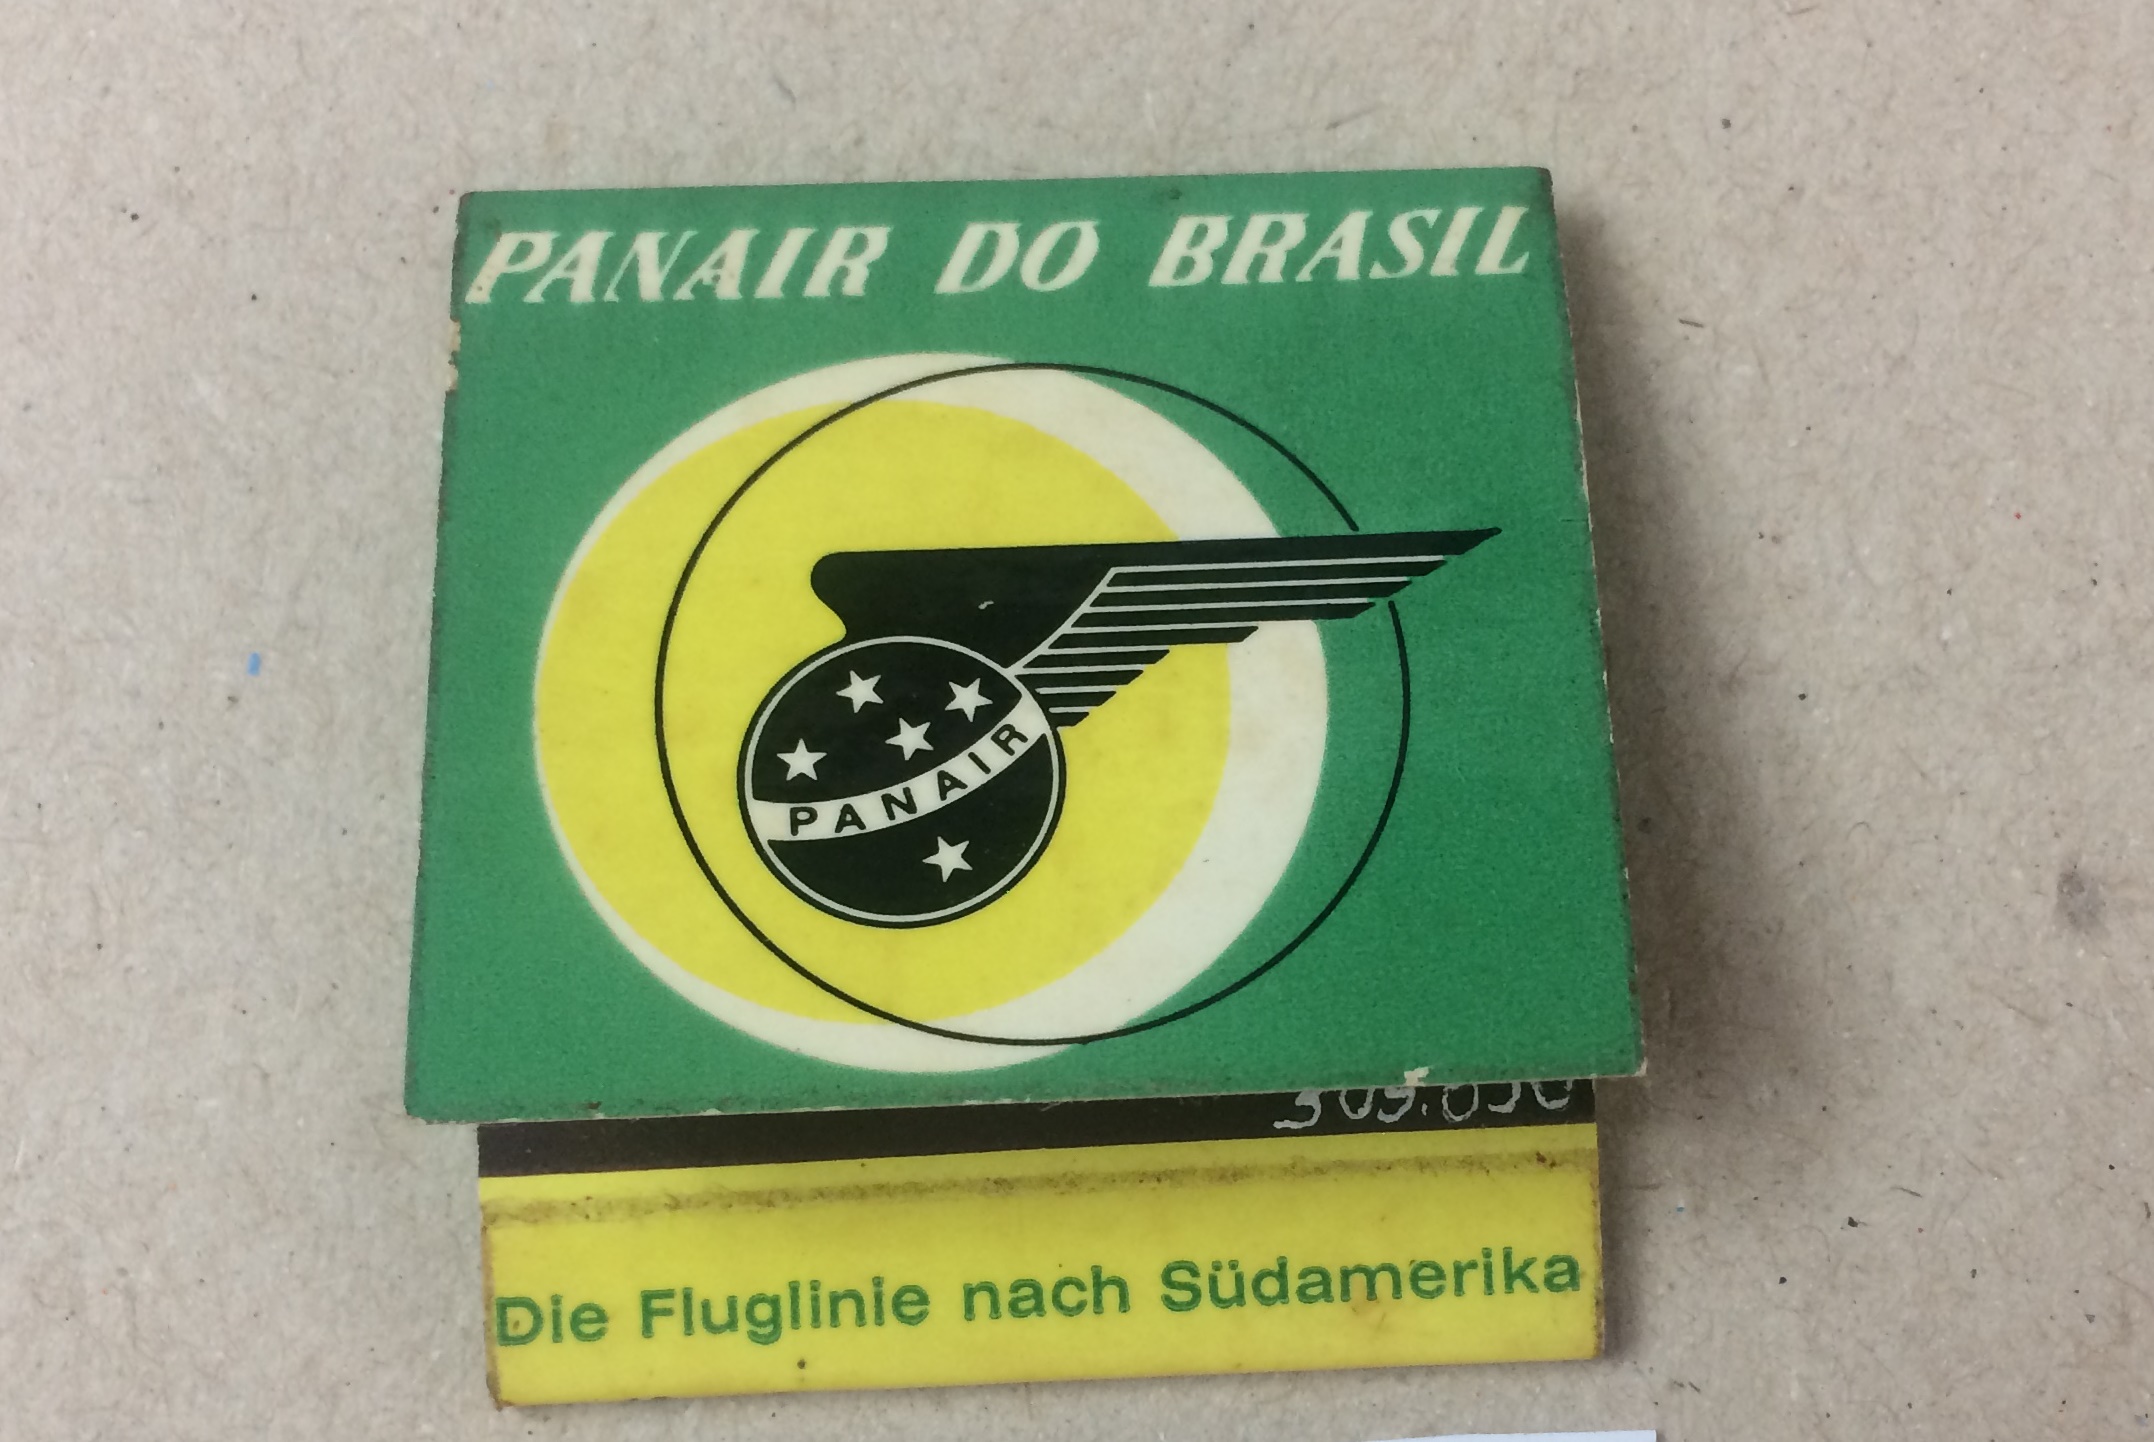 PANAIR DO BRASIL
PANAIR
Die Fluglinie nach Südamerika